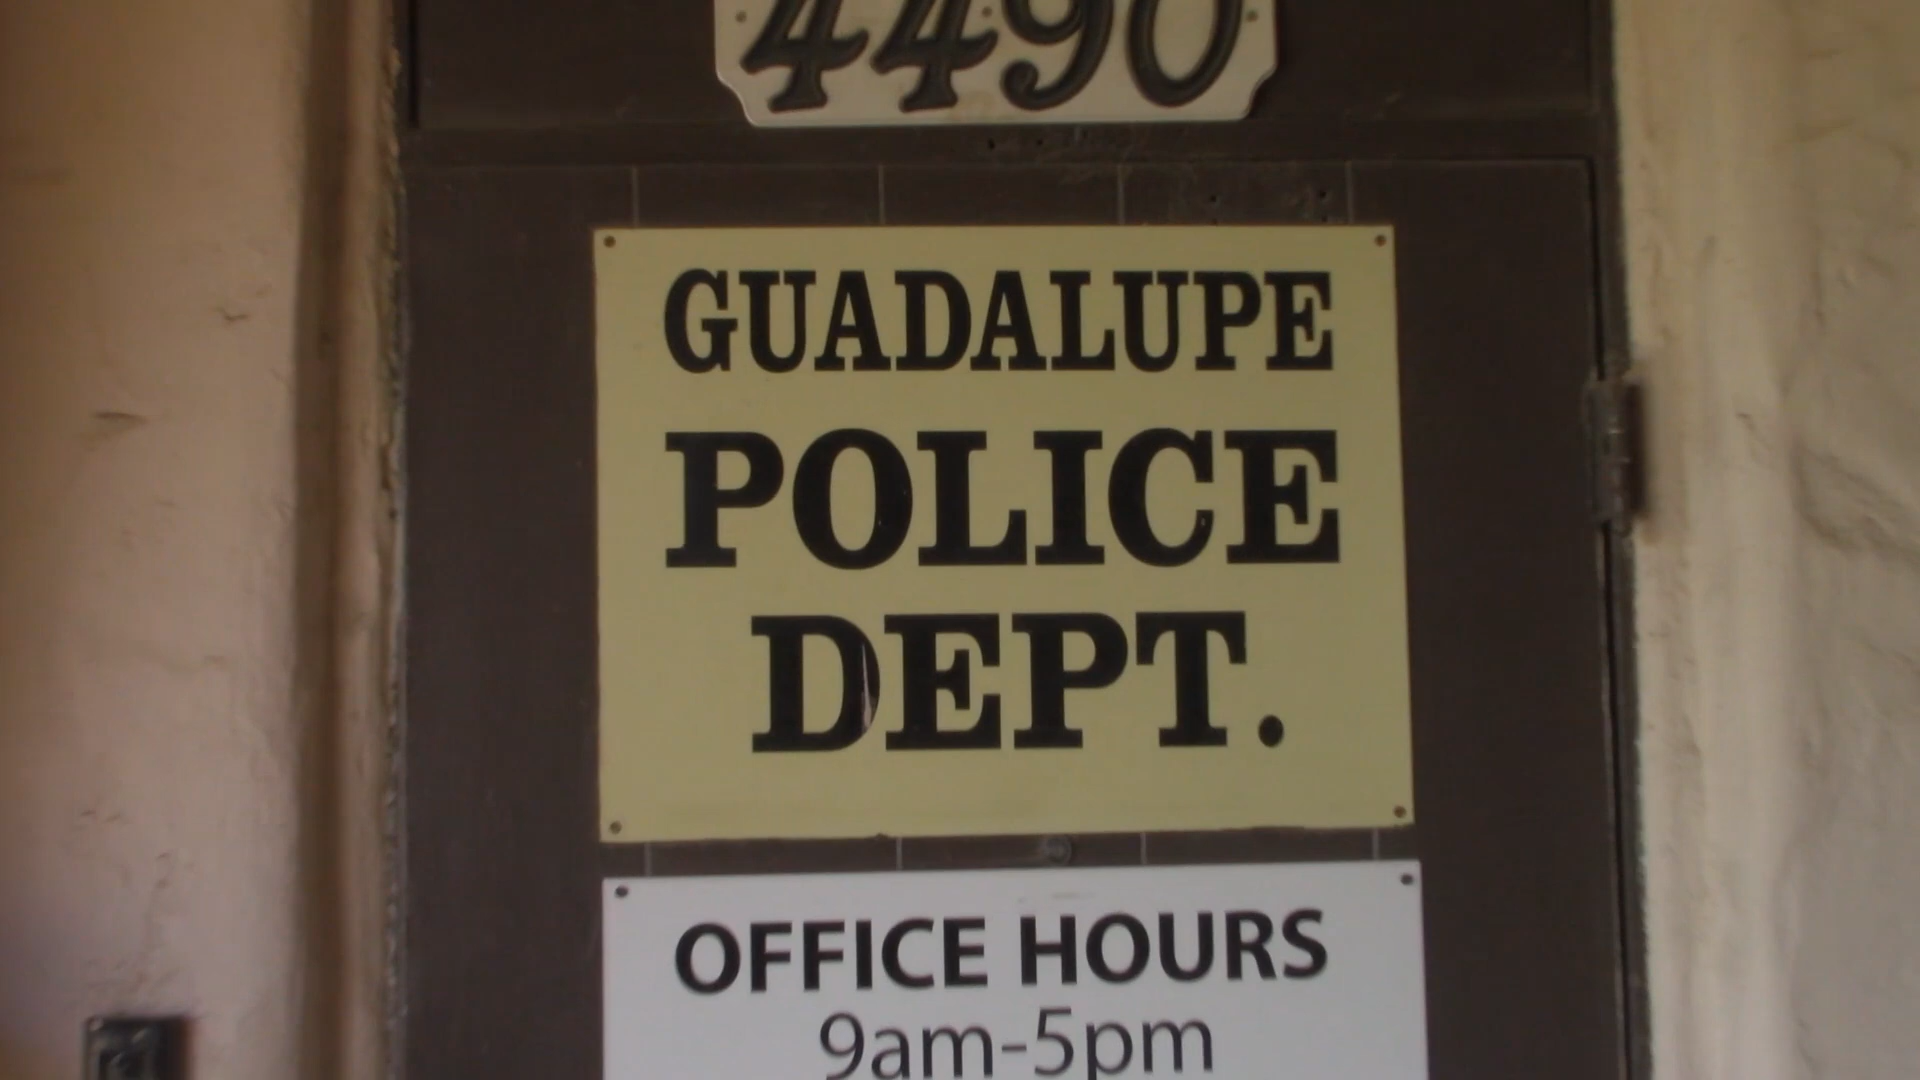 4490
GUADALUPE
POLICE
DEPT.
OFFICE HOURS
9am-5pm